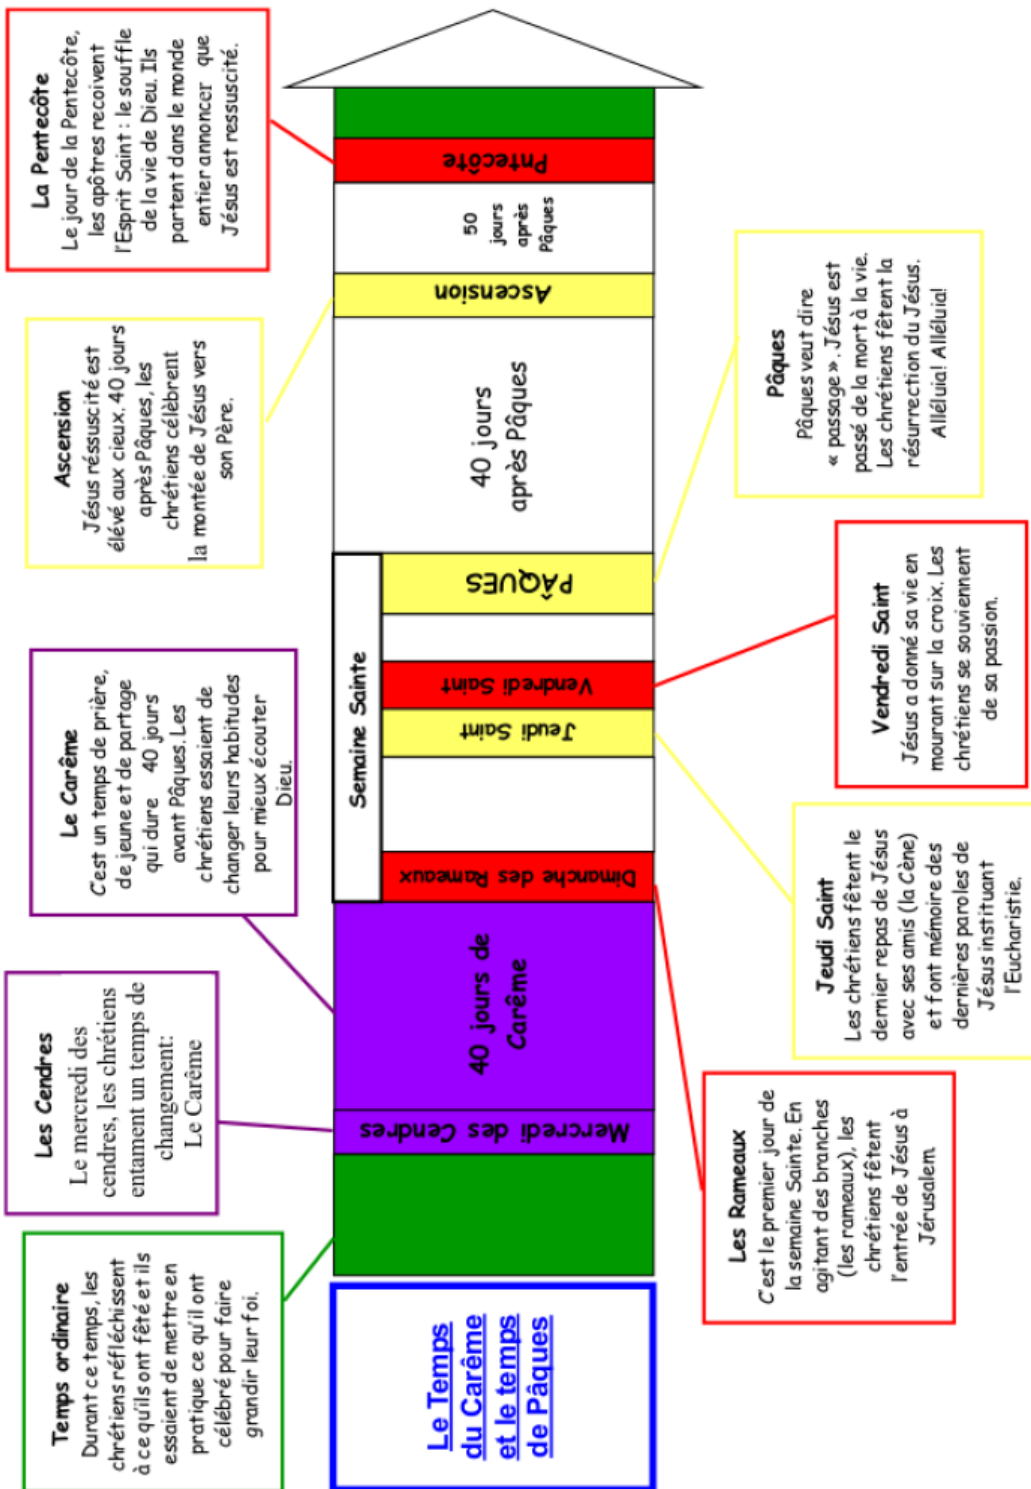 Le Temps
du Carême
et le temps
de Pâques
Temps ordinaire
Durant ce temps, les
chrétiens réfléchissent
à ce qu'ils ont fêté et ils
essaient de mettre en
pratique ce qu'il ont
célébré pour faire
grandir leur foi.
Les Cendres
Le mercredi des
cendres, les chrétiens
entament un temps de
changement:
Le Carême
Le Carême
C'est un temps de prière,
de jeune et de partage
qui dure 40 jours
avant Pâques. Les
chrétiens essaient de
changer leurs habitudes
pour mieux écouter
Dieu.
Ascension
Jésus réssuscité est
élévé aux cieux. 40 jours
après Pâques, les
chrétiens célèbrent
la montée de Jésus vers
son Père.
La Pentecôte
Le jour de la Pentecôte,
les apôtres recoivent
l'Esprit Saint : le souffle
de la vie de Dieu. Ils
partent dans le monde
entier annoncer que
Jésus est ressuscité.
Mercredi des Cendres
40 jours de
Carême
Semaine Sainte
Dimanche des Rameaux
Jeudi Saint
Vendredi Saint
PÂQUES
40 jours
après Pâques
Ascension
50
jours
après
Pâques
Pntecôte
Les Rameaux
C'est le premier jour de
la semaine Sainte. En
agitant des branches
(les rameaux), les
chrétiens fêtent
l'entrée de Jésus à
Jérusalem.
Jeudi Saint
Les chrétiens fêtent le
dernier repas de Jésus
avec ses amis (la Cène)
et font mémoire des
dernières paroles de
Jésus instituant
l'Eucharistie.
Vendredi Saint
Jésus a donné sa vie en
mourant sur la croix. Les
chrétiens se souviennent
de sa passion.
Pâques
Pâques veut dire
« passage ». Jésus est
passé de la mort à la vie.
Les chrétiens fêtent la
résurrection du Jésus.
Alléluia! Alléluia!